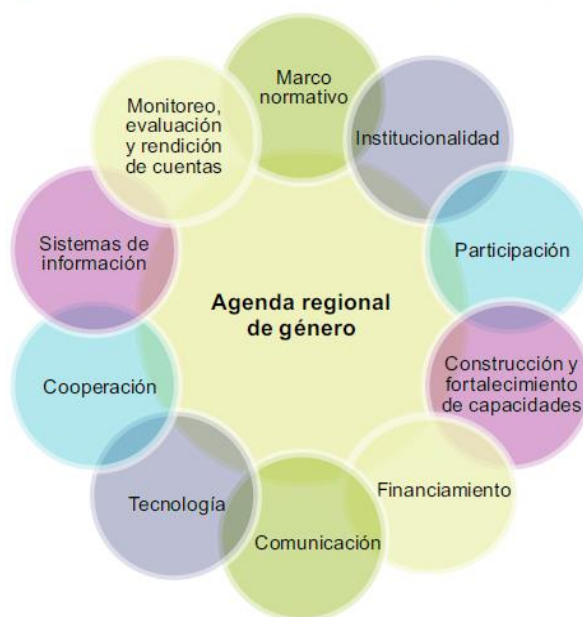 Marco
normativo
Institucionalidad
Participación
Construcción y
fortalecimiento
de capacidades
Financiamiento
Comunicación
Tecnología
Cooperación
Sistemas de
información
Monitoreo,
evaluación
y rendición
de cuentas
Agenda regional
de género